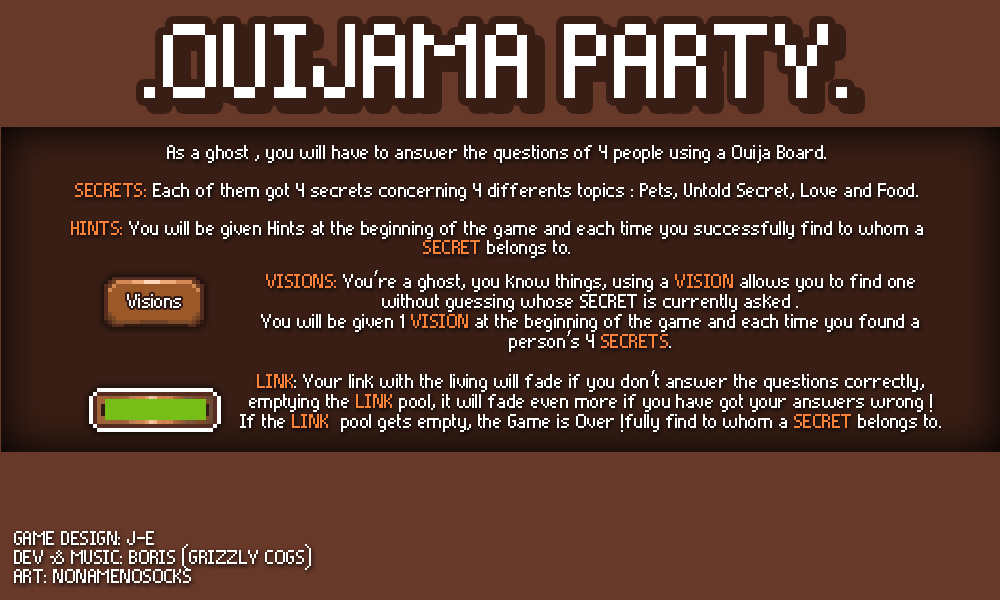 .OUIJAMA PARTY.
As a ghost , you will have to answer the questions of 4 people using a Ouija Board.
SECRETS: Each of them got 4 secrets concerning 4 differents topics : Pets, Untold Secret, Love and Food.
HINTS: You will be given Hints at the beginning of the game and each time you successfully find to whom a
SECRET belongs to.
Visions
VISIONS: You're a ghost, you know things, using a VISION allows you to find one
without guessing whose SECRET is currently asked .
You will be given 1 VISION at the beginning of the game and each time you found a
person's 4 SECRETS.
LINK: Your link with the living will fade if you don't answer the questions correctly,
emptying the LINK pool, it will fade even more if you have got your answers wrong !
If the LINK pool gets empty, the Game is Over !fully find to whom a SECRET belongs to.
GAME DESIGN: J-E
DEV & MUSIC: BORIS (GRIZZLY COGS)
ART: NONAMENOSOCKS